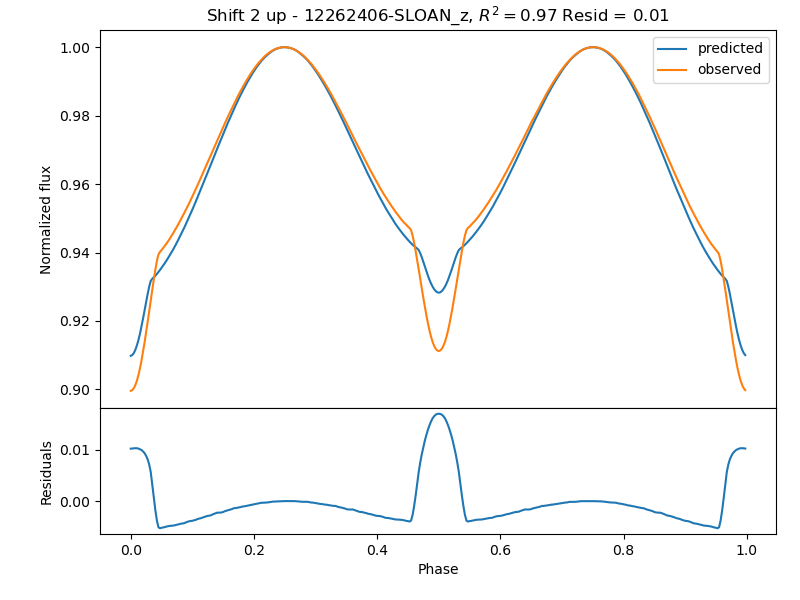 Shift 2 up - 12262406-SLOAN_z, R² = 0.97 Resid = 0.01
predicted
observed
Normalized flux
1.00
0.98
0.96
0.94
0.92
0.90
Residuals
0.01
0.00
0.0
0.2
0.4
0.6
0.8
1.0
Phase